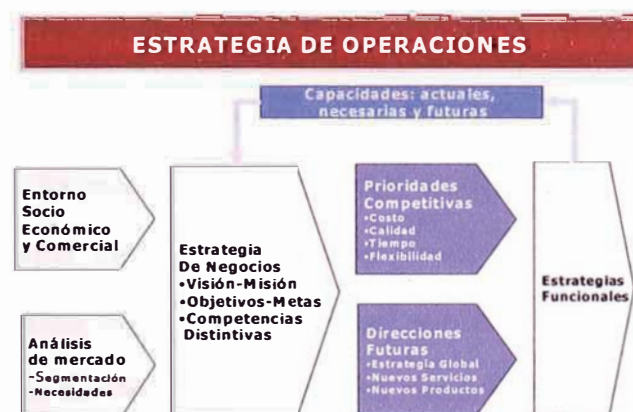 ESTRATEGIA DE OPERACIONES
Capacidades: actuales,
necesarias y futuras
Entorno
Socio
Económico
y Comercial
Análisis
de mercado
-Segmentación
-Necesidades
Estrategia
De Negocios
•Visión-Misión
•Objetivos-Metas
•Competencias
Distintivas
Prioridades
Competitivas
•Costo
•Calidad
•Tiempo
•Flexibilidad
Direcciones
Futuras
•Estrategia Global
•Nuevos Servicios
•Nuevos Productos
Estrategias
Funcionales